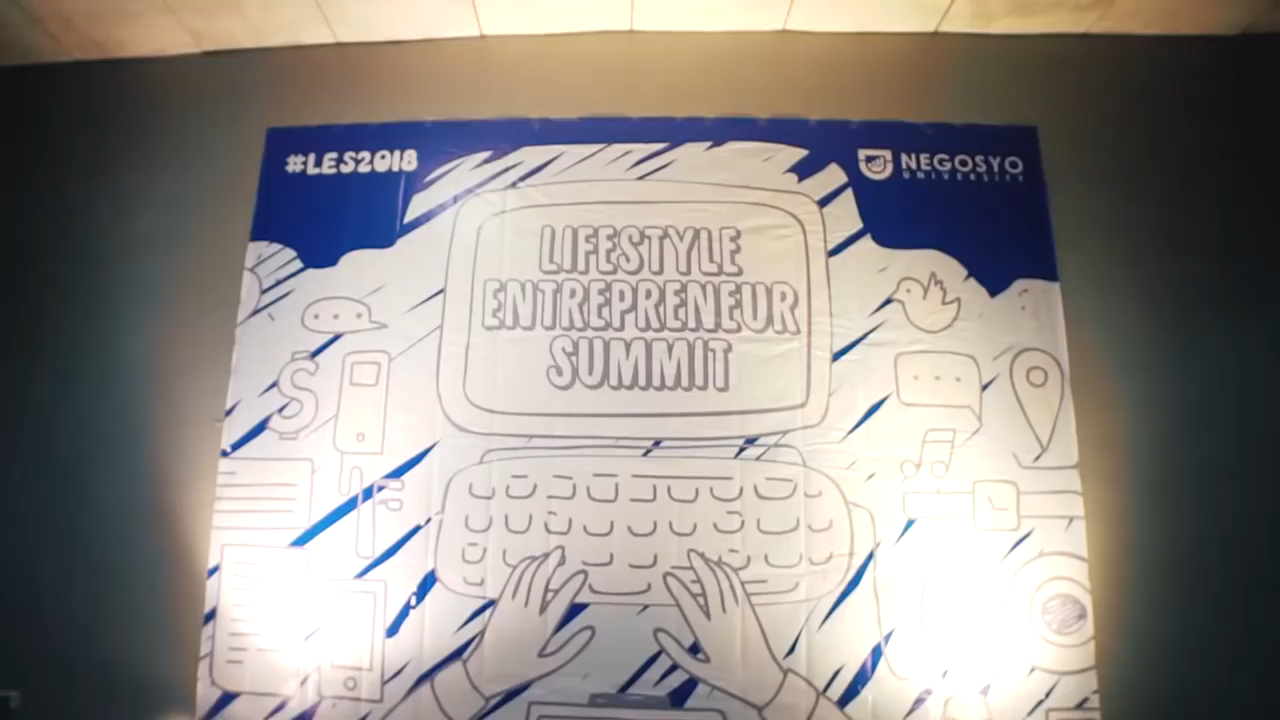 #LES2018
NEGOSYO
UNIVERSITY
LIFESTYLE
ENTREPRENEUR
SUMMIT